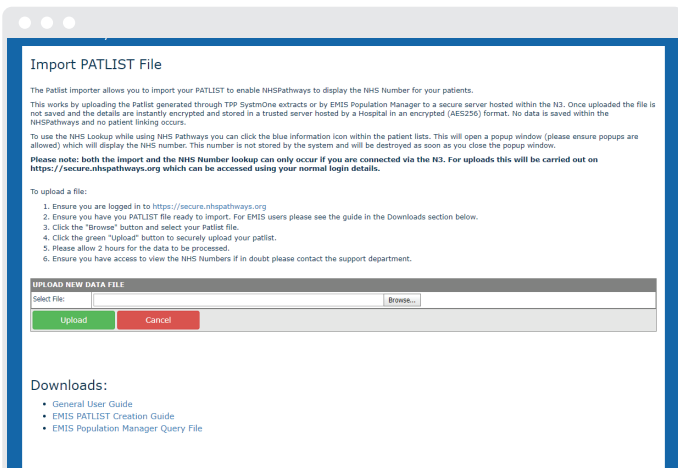 Import PATLIST File
The Patlist importer allows you to import your PATLIST to enable NHSPathways to display the NHS Number for your patients.
This works by uploading the Patlist generated through TPP SystmOne extracts or by EMIS Population Manager to a secure server hosted within the N3. Once uploaded the file is
not saved and the details are instantly encrypted and stored in a trusted server hosted by a Hospital in an encrypted (AES256) format. No data is saved within the
NHSPathways and no patient linking occurs.
To use the NHS Lookup while using NHS Pathways you can click the blue information icon within the patient lists. This will open a popup window (please ensure popups are
allowed) which will display the NHS number. This number is not stored by the system and will be destroyed as soon as you close the popup window.
Please note: both the import and the NHS Number lookup can only occur if you are connected via the N3. For uploads this will be carried out on
https://secure.nhspathways.org which can be accessed using your normal login details.
To upload a file:
1. Ensure you are logged in to https://secure.nhspathways.org
2. Ensure you have you PATLIST file ready to import. For EMIS users please see the guide in the Downloads section below.
3. Click the "Browse" button and select your Patlist file.
4. Click the green "Upload" button to securely upload your patlist.
5. Please allow 2 hours for the data to be processed.
6. Ensure you have access to view the NHS Numbers if in doubt please contact the support department.
UPLOAD NEW DATA FILE
Select File: Browse...
Upload Cancel
Downloads:
• General User Guide
• EMIS PATLIST Creation Guide
• EMIS Population Manager Query File